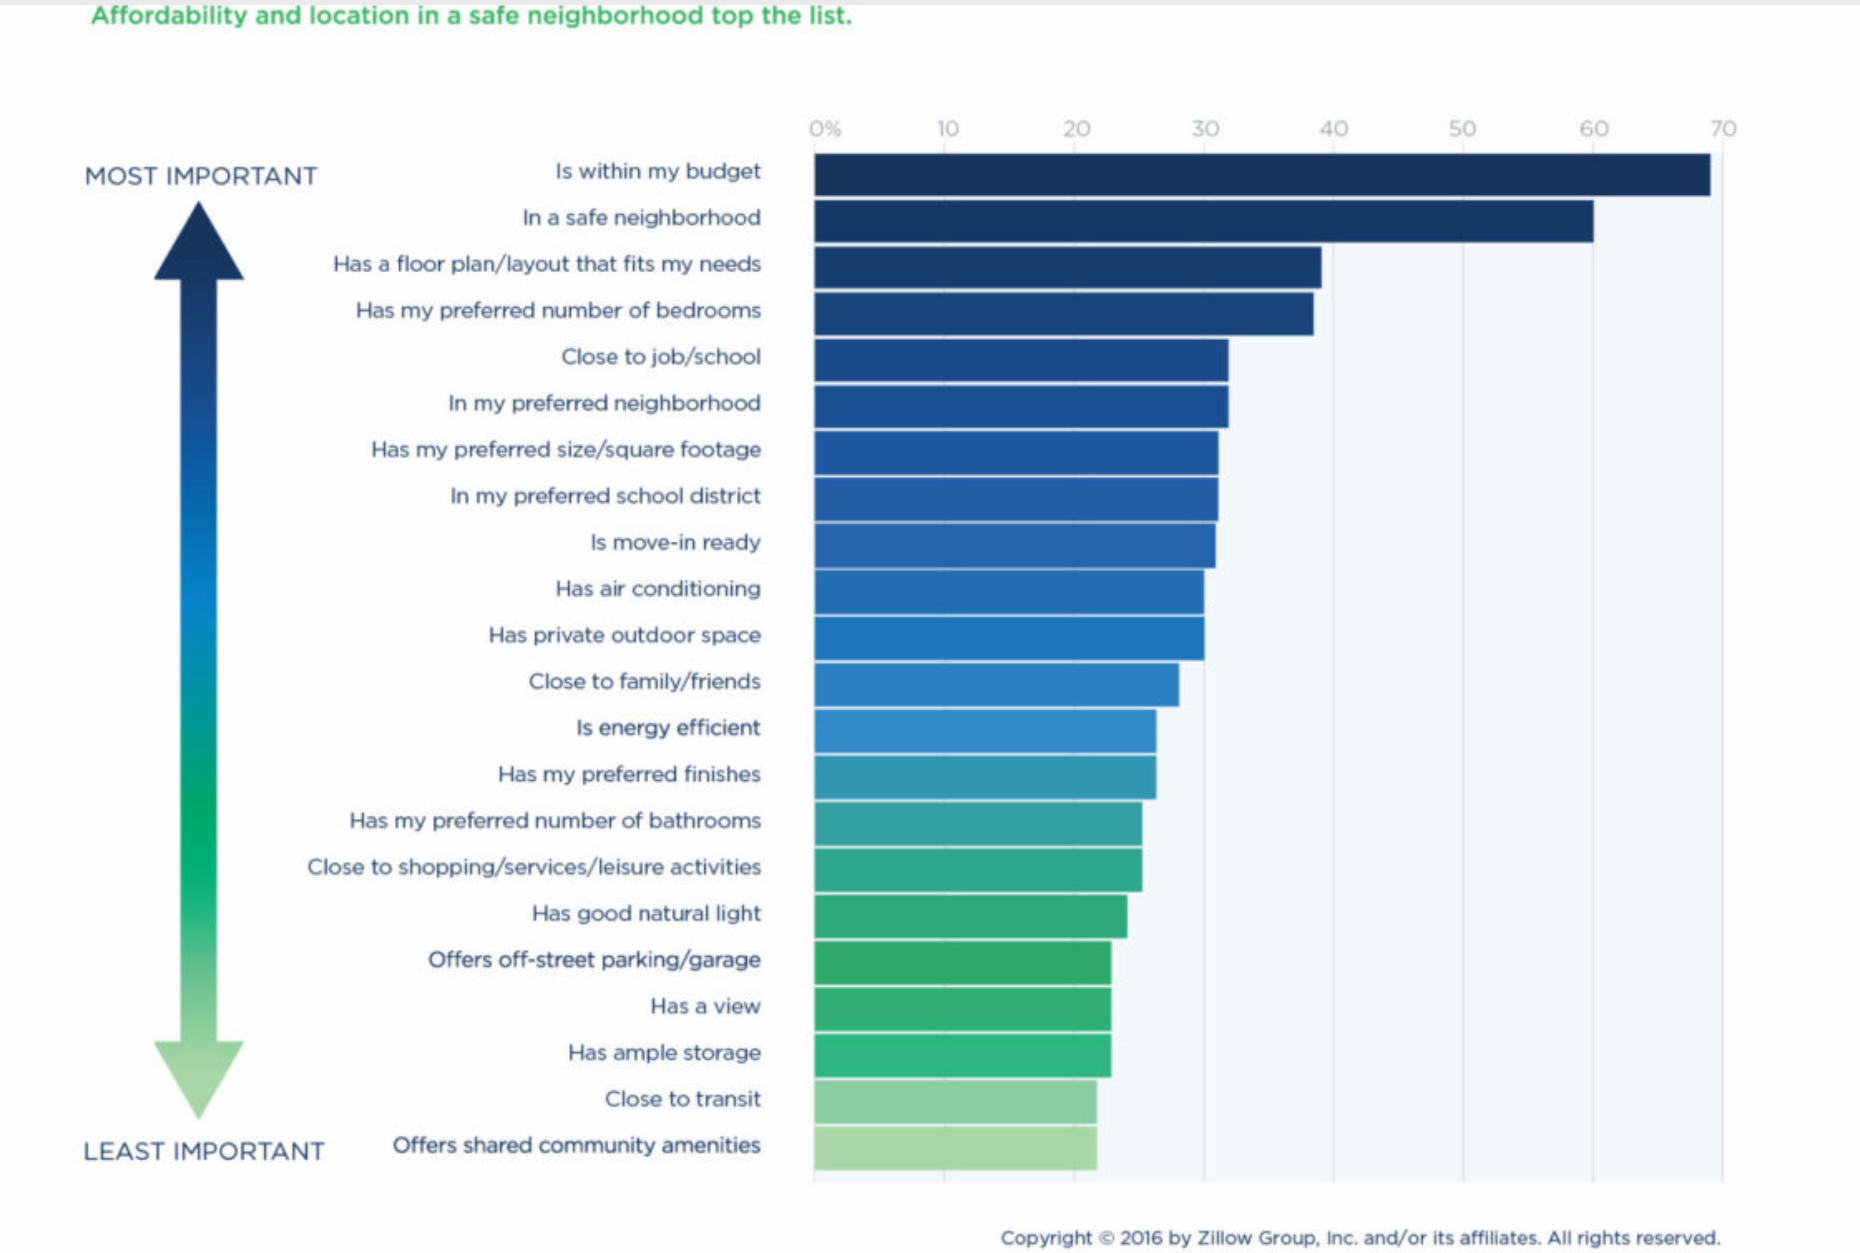 Affordability and location in a safe neighborhood top the list.
0% 10 20 30 40 50 60 70
MOST IMPORTANT
Is within my budget
In a safe neighborhood
Has a floor plan/layout that fits my needs
Has my preferred number of bedrooms
Close to job/school
In my preferred neighborhood
Has my preferred size/square footage
In my preferred school district
Is move-in ready
Has air conditioning
Has private outdoor space
Close to family/friends
Is energy efficient
Has my preferred finishes
Has my preferred number of bathrooms
Close to shopping/services/leisure activities
Has good natural light
Offers off-street parking/garage
Has a view
Has ample storage
Close to transit
Offers shared community amenities
LEAST IMPORTANT
Copyright © 2016 by Zillow Group, Inc. and/or its affiliates. All rights reserved.